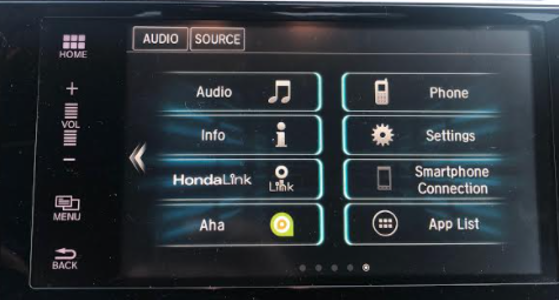 HOME
+
VOL
−
MENU
BACK
AUDIO SOURCE
Audio
Phone
Info
Settings
HondaLink
Link
Smartphone
Connection
Aha
App List